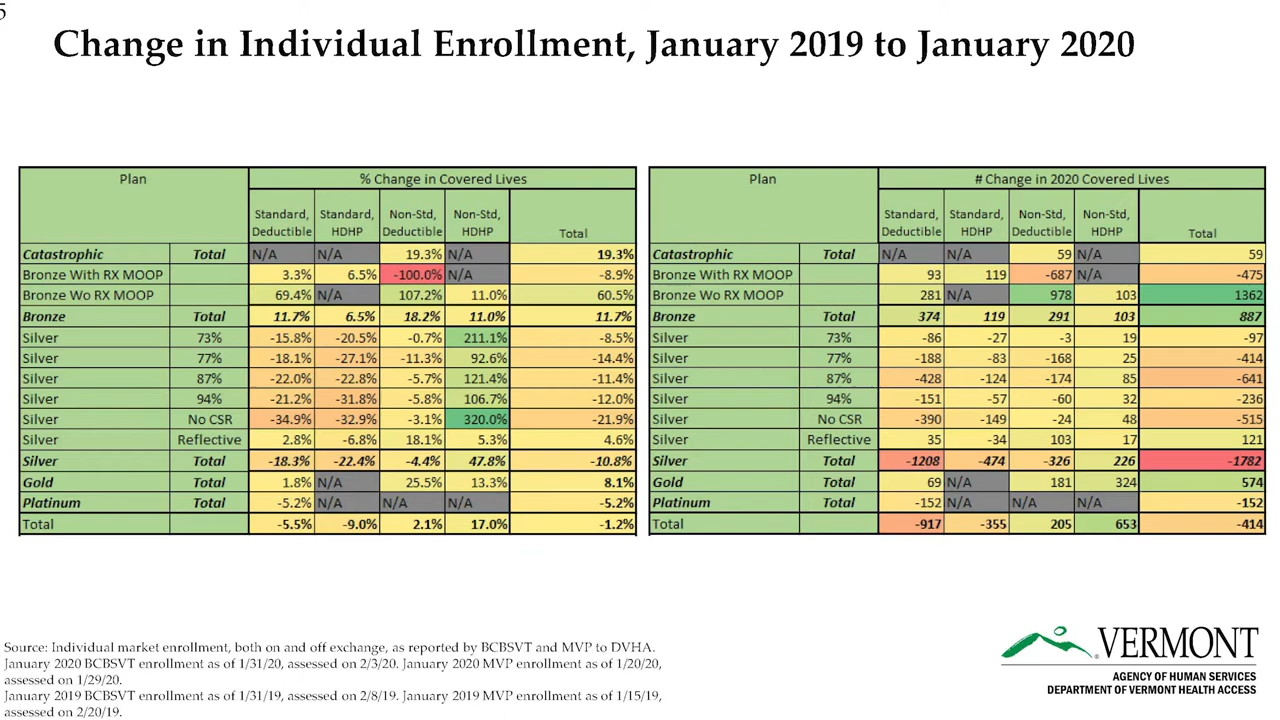 5
Change in Individual Enrollment, January 2019 to January 2020
Plan % Change in Covered Lives
Standard, Deductible Standard, HDHP Non-Std, Deductible Non-Std, HDHP Total
Catastrophic Total N/A N/A 19.3% N/A 19.3%
Bronze With RX MOOP 3.3% 6.5% -100.0% N/A -8.9%
Bronze Wo RX MOOP 69.4% N/A 107.2% 11.0% 60.5%
Bronze Total 11.7% 6.5% 18.2% 11.0% 11.7%
Silver 73% -15.8% -20.5% -0.7% 211.1% -8.5%
Silver 77% -18.1% -27.1% -11.3% 92.6% -14.4%
Silver 87% -22.0% -22.8% -5.7% 121.4% -11.4%
Silver 94% -21.2% -31.8% -5.8% 106.7% -12.0%
Silver No CSR -34.9% -32.9% -3.1% 320.0% -21.9%
Silver Reflective 2.8% -6.8% 18.1% 5.3% 4.6%
Silver Total -18.3% -22.4% -4.4% 47.8% -10.8%
Gold Total 1.8% N/A 25.5% 13.3% 8.1%
Platinum Total -5.2% N/A N/A N/A -5.2%
Total -5.5% -9.0% 2.1% 17.0% -1.2%
Plan # Change in 2020 Covered Lives
Standard, Deductible Standard, HDHP Non-Std, Deductible Non-Std, HDHP Total
Catastrophic Total N/A N/A 59 N/A 59
Bronze With RX MOOP 93 119 -687 N/A -475
Bronze Wo RX MOOP 281 N/A 978 103 1362
Bronze Total 374 119 291 103 887
Silver 73% -86 -27 -3 19 -97
Silver 77% -188 -83 -168 25 -414
Silver 87% -428 -124 -174 85 -641
Silver 94% -151 -57 -60 32 -236
Silver No CSR -390 -149 -24 48 -515
Silver Reflective 35 -34 103 17 121
Silver Total -1208 -474 -326 226 -1782
Gold Total 69 N/A 181 324 574
Platinum Total -152 N/A N/A N/A -152
Total -917 -355 205 653 -414
Source: Individual market enrollment, both on and off exchange, as reported by BCBSVT and MVP to DVHA.
January 2020 BCBSVT enrollment as of 1/31/20, assessed on 2/3/20. January 2020 MVP enrollment as of 1/20/20,
assessed on 1/29/20.
January 2019 BCBSVT enrollment as of 1/31/19, assessed on 2/8/19. January 2019 MVP enrollment as of 1/15/19,
assessed on 2/20/19.
VERMONT
AGENCY OF HUMAN SERVICES
DEPARTMENT OF VERMONT HEALTH ACCESS